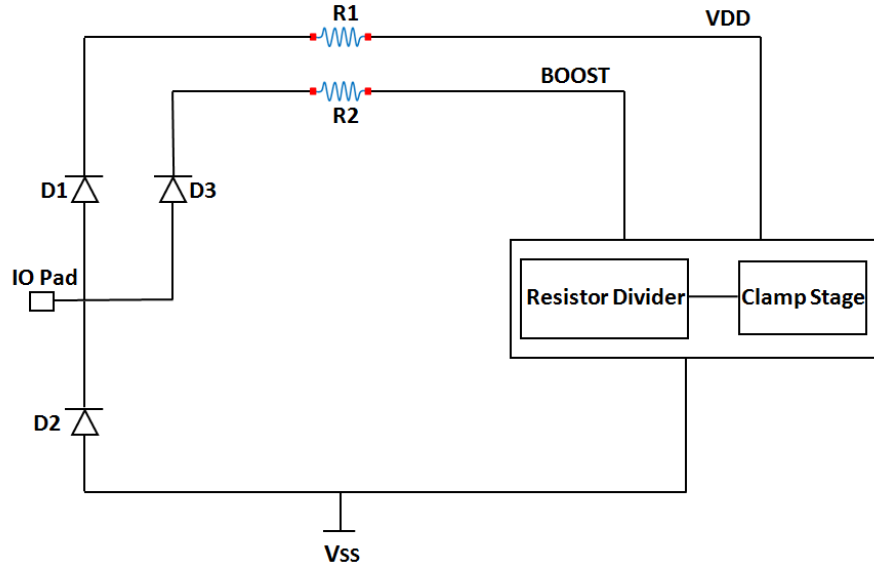 R1
VDD
BOOST
R2
D1
D3
IO Pad
Resistor Divider
Clamp Stage
D2
Vss